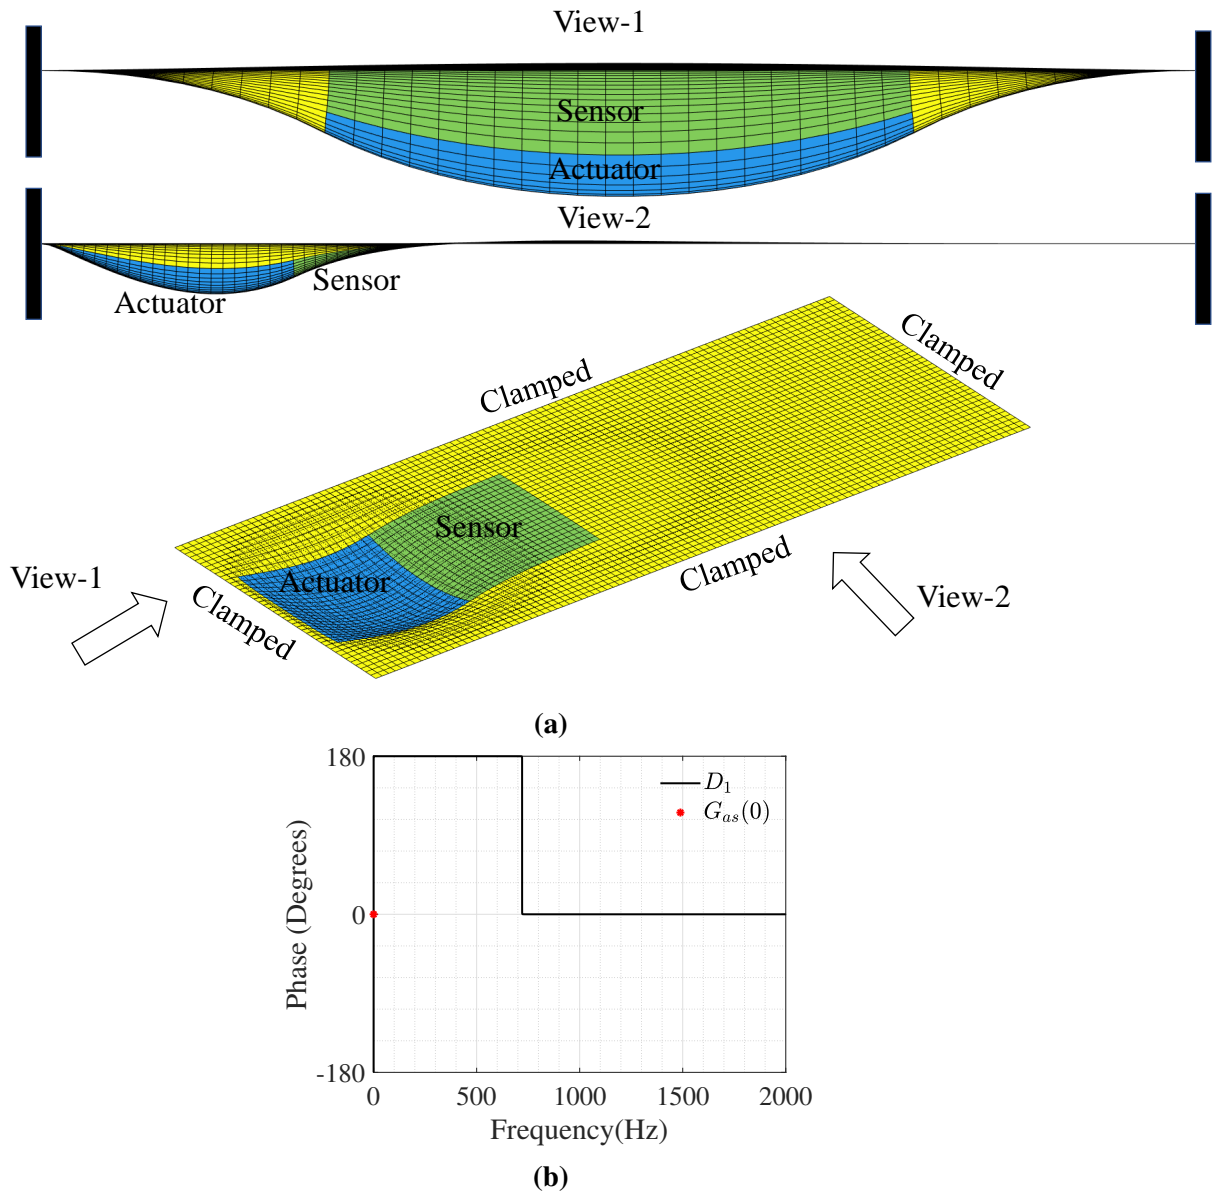 View-1
Sensor
Actuator
View-2
Sensor
Actuator
Clamped
Clamped
Sensor
Actuator
View-1
Clamped
Clamped
View-2
(a)
180
0
-180
Phase (Degrees)
D₁
Gₐₛ(0)
0 500 1000 1500 2000
Frequency(Hz)
(b)